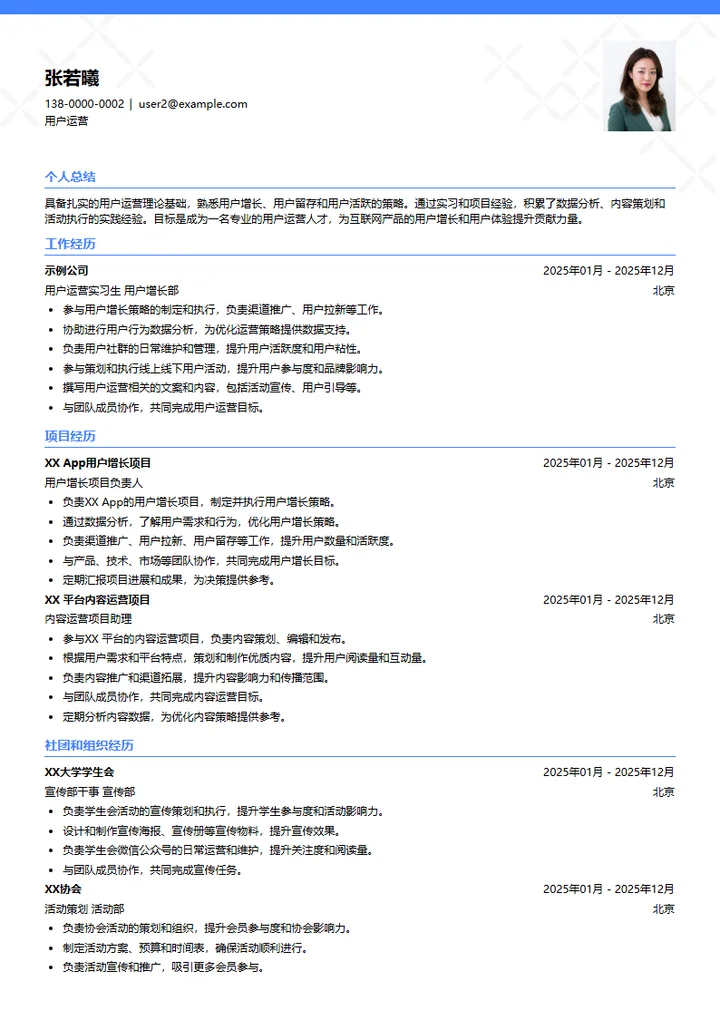 张若曦
138-0000-0002 | user2@example.com
用户运营
个人总结
具备扎实的用户运营理论基础，熟悉用户增长、用户留存和用户活跃的策略。通过实习和项目经验，积累了数据分析、内容策划和
活动执行的实践经验。目标是成为一名专业的用户运营人才，为互联网产品的用户增长和用户体验提升贡献力量。
工作经历
示例公司 2025年01月 - 2025年12月
用户运营实习生 用户增长部 北京
• 参与用户增长策略的制定和执行，负责渠道推广、用户拉新等工作。
• 协助进行用户行为数据分析，为优化运营策略提供数据支持。
• 负责用户社群的日常维护和管理，提升用户活跃度和用户粘性。
• 参与策划和执行线上线下用户活动，提升用户参与度和品牌影响力。
• 撰写用户运营相关的文案和内容，包括活动宣传、用户引导等。
• 与团队成员协作，共同完成用户运营目标。
项目经历
XX App用户增长项目 2025年01月 - 2025年12月
用户增长项目负责人 北京
• 负责XX App的用户增长项目，制定并执行用户增长策略。
• 通过数据分析，了解用户需求和行为，优化用户增长策略。
• 负责渠道推广、用户拉新、用户留存等工作，提升用户数量和活跃度。
• 与产品、技术、市场等团队协作，共同完成用户增长目标。
• 定期汇报项目进展和成果，为决策提供参考。
XX 平台内容运营项目 2025年01月 - 2025年12月
内容运营项目助理 北京
• 参与XX 平台的内容运营项目，负责内容策划、编辑和发布。
• 根据用户需求和平台特点，策划和制作优质内容，提升用户阅读量和互动量。
• 负责内容推广和渠道拓展，提升内容影响力和传播范围。
• 与团队成员协作，共同完成内容运营目标。
• 定期分析内容数据，为优化内容策略提供参考。
社团和组织经历
XX大学学生会 2025年01月 - 2025年12月
宣传部干事 宣传部 北京
• 负责学生会活动的宣传策划和执行，提升学生参与度和活动影响力。
• 设计和制作宣传海报、宣传册等宣传物料，提升宣传效果。
• 负责学生会微信公众号的日常运营和维护，提升关注度和阅读量。
• 与团队成员协作，共同完成宣传任务。
XX协会 2025年01月 - 2025年12月
活动策划 活动部 北京
• 负责协会活动的策划和组织，提升会员参与度和协会影响力。
• 制定活动方案、预算和时间表，确保活动顺利进行。
• 负责活动宣传和推广，吸引更多会员参与。